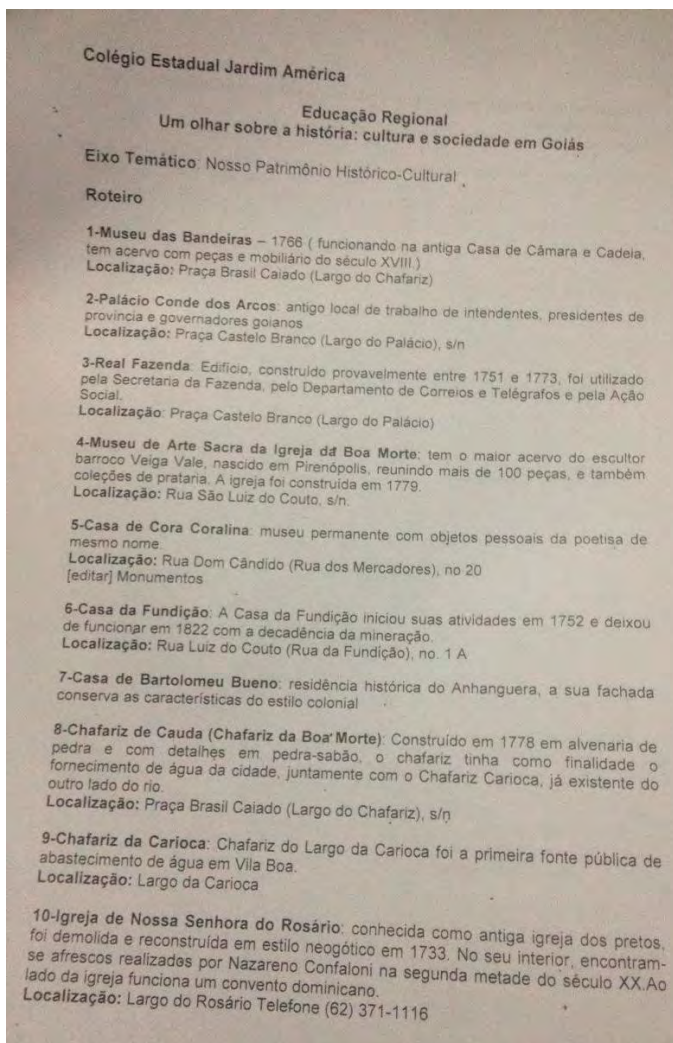 Colégio Estadual Jardim América
Educação Regional
Um olhar sobre a história: cultura e sociedade em Goiás
Eixo Temático: Nosso Patrimônio Histórico-Cultural
Roteiro
1-Museu das Bandeiras – 1766 ( funcionando na antiga Casa de Câmara e Cadeia,
tem acervo com peças e mobiliário do século XVIII.)
Localização: Praça Brasil Caiado (Largo do Chafariz)
2-Palácio Conde dos Arcos: antigo local de trabalho de intendentes, presidentes de
província e governadores goianos
Localização: Praça Castelo Branco (Largo do Palácio), s/n
3-Real Fazenda: Edifício, construído provavelmente entre 1751 e 1773, foi utilizado
pela Secretaria da Fazenda, pelo Departamento de Correios e Telégrafos e pela Ação
Social.
Localização: Praça Castelo Branco (Largo do Palácio)
4-Museu de Arte Sacra da Igreja da Boa Morte: tem o maior acervo do escultor
barroco Veiga Vale, nascido em Pirenópolis, reunindo mais de 100 peças, e também
coleções de prataria. A igreja foi construída em 1779.
Localização: Rua São Luiz do Couto, s/n.
5-Casa de Cora Coralina: museu permanente com objetos pessoais da poetisa de
mesmo nome.
Localização: Rua Dom Cândido (Rua dos Mercadores), no 20
[editar] Monumentos
6-Casa da Fundição: A Casa da Fundição iniciou suas atividades em 1752 e deixou
de funcionar em 1822 com a decadência da mineração.
Localização: Rua Luiz do Couto (Rua da Fundição), no. 1 A
7-Casa de Bartolomeu Bueno: residência histórica do Anhanguera, a sua fachada
conserva as características do estilo colonial
8-Chafariz de Cauda (Chafariz da Boa Morte): Construído em 1778 em alvenaria de
pedra e com detalhes em pedra-sabão, o chafariz tinha como finalidade o
fornecimento de água da cidade, juntamente com o Chafariz Carioca, já existente do
outro lado do rio.
Localização: Praça Brasil Caiado (Largo do Chafariz), s/n
9-Chafariz da Carioca: Chafariz do Largo da Carioca foi a primeira fonte pública de
abastecimento de água em Vila Boa.
Localização: Largo da Carioca
10-Igreja de Nossa Senhora do Rosário: conhecida como antiga igreja dos pretos,
foi demolida e reconstruída em estilo neogótico em 1733. No seu interior, encontram-
se afrescos realizados por Nazareno Confaloni na segunda metade do século XX.Ao
lado da igreja funciona um convento dominicano.
Localização: Largo do Rosário Telefone (62) 371-1116